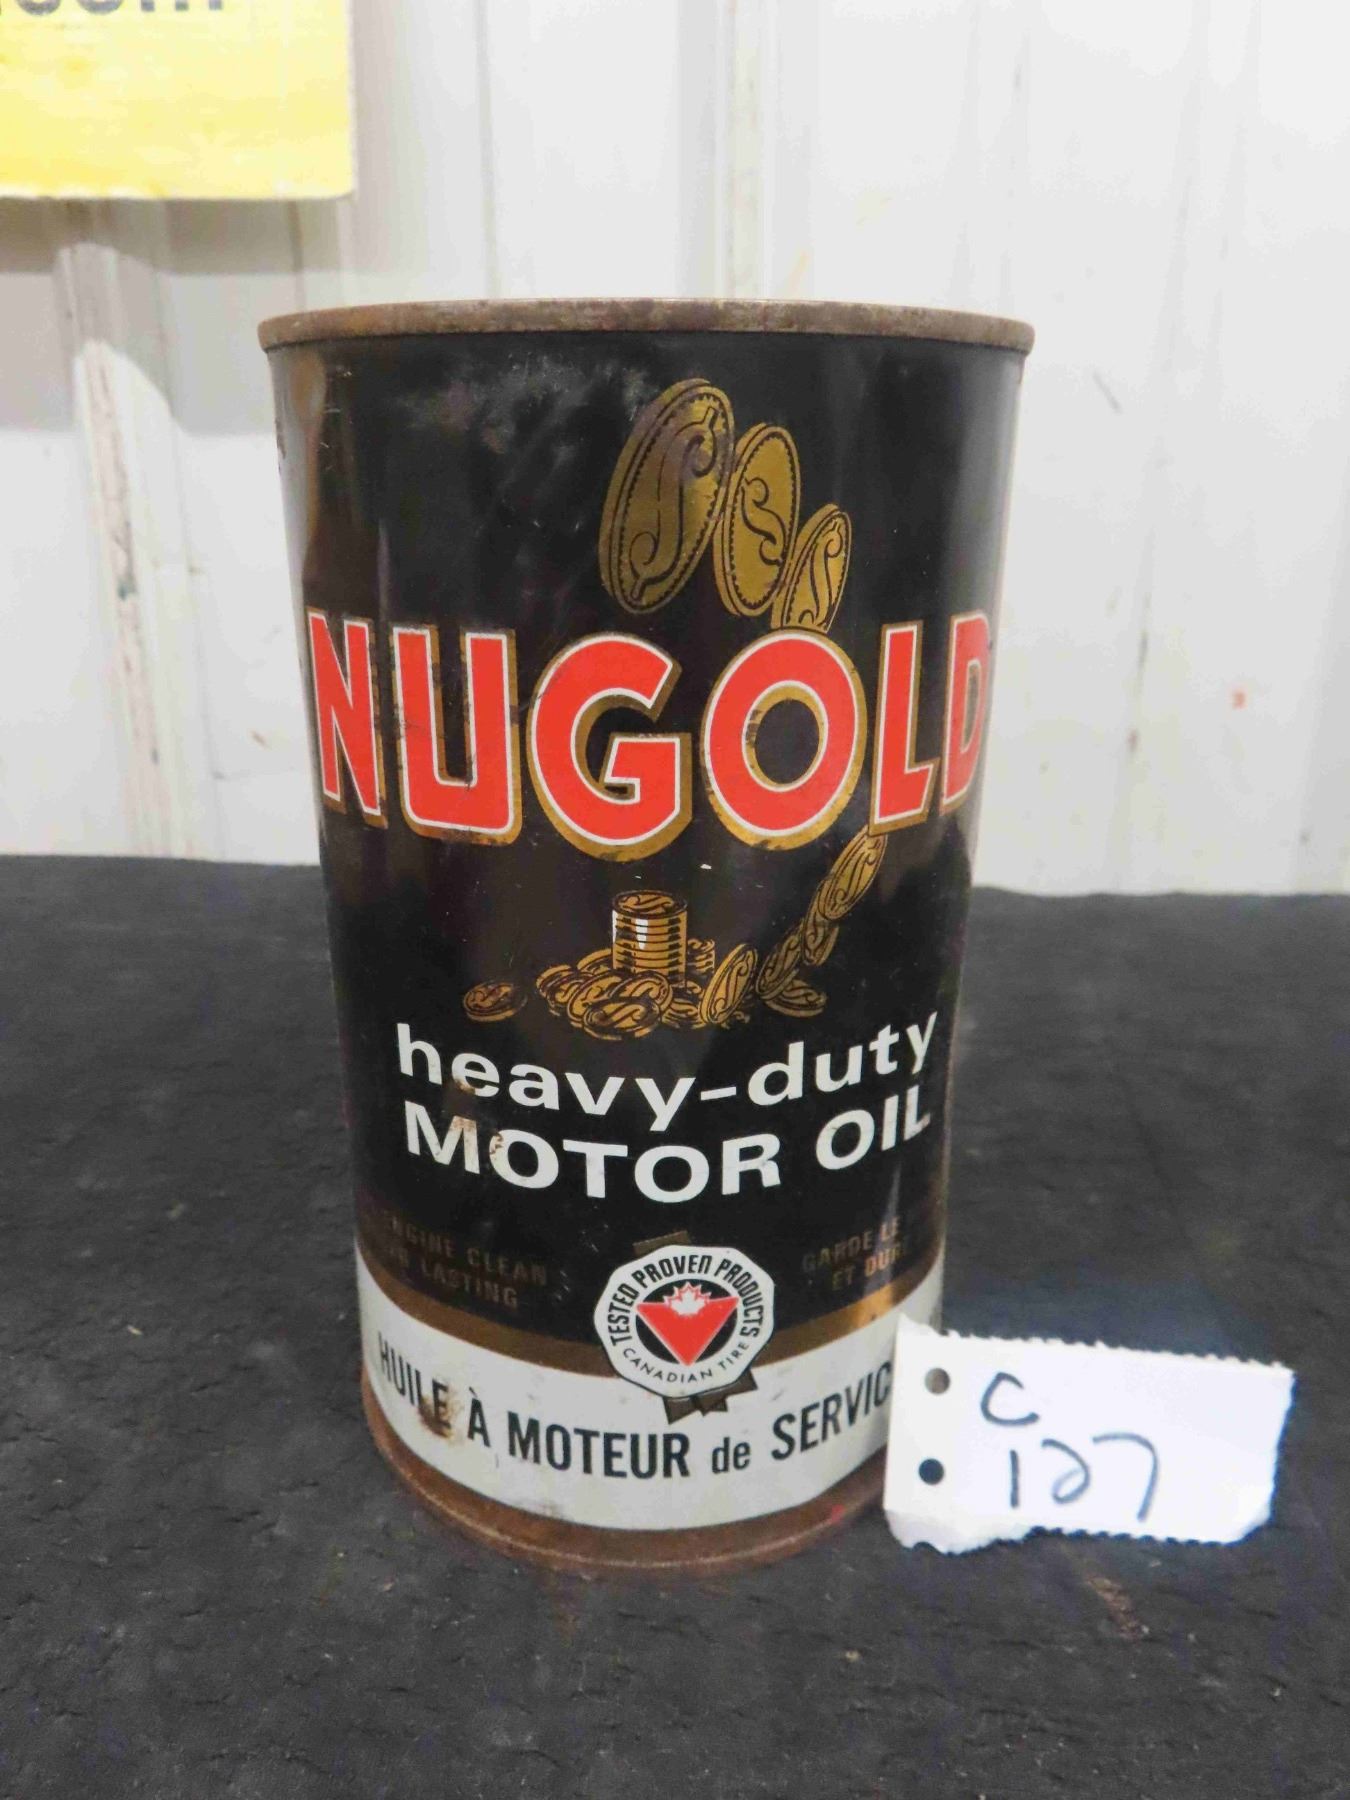 NUGOLD
heavy-duty
MOTOR OIL
ENGINE CLEAN
LASTING
GARDE LE
ET DURE
TESTED PROVEN PRODUCTS
CANADIAN TIRE
HUILE À MOTEUR de SERVIC
C
127